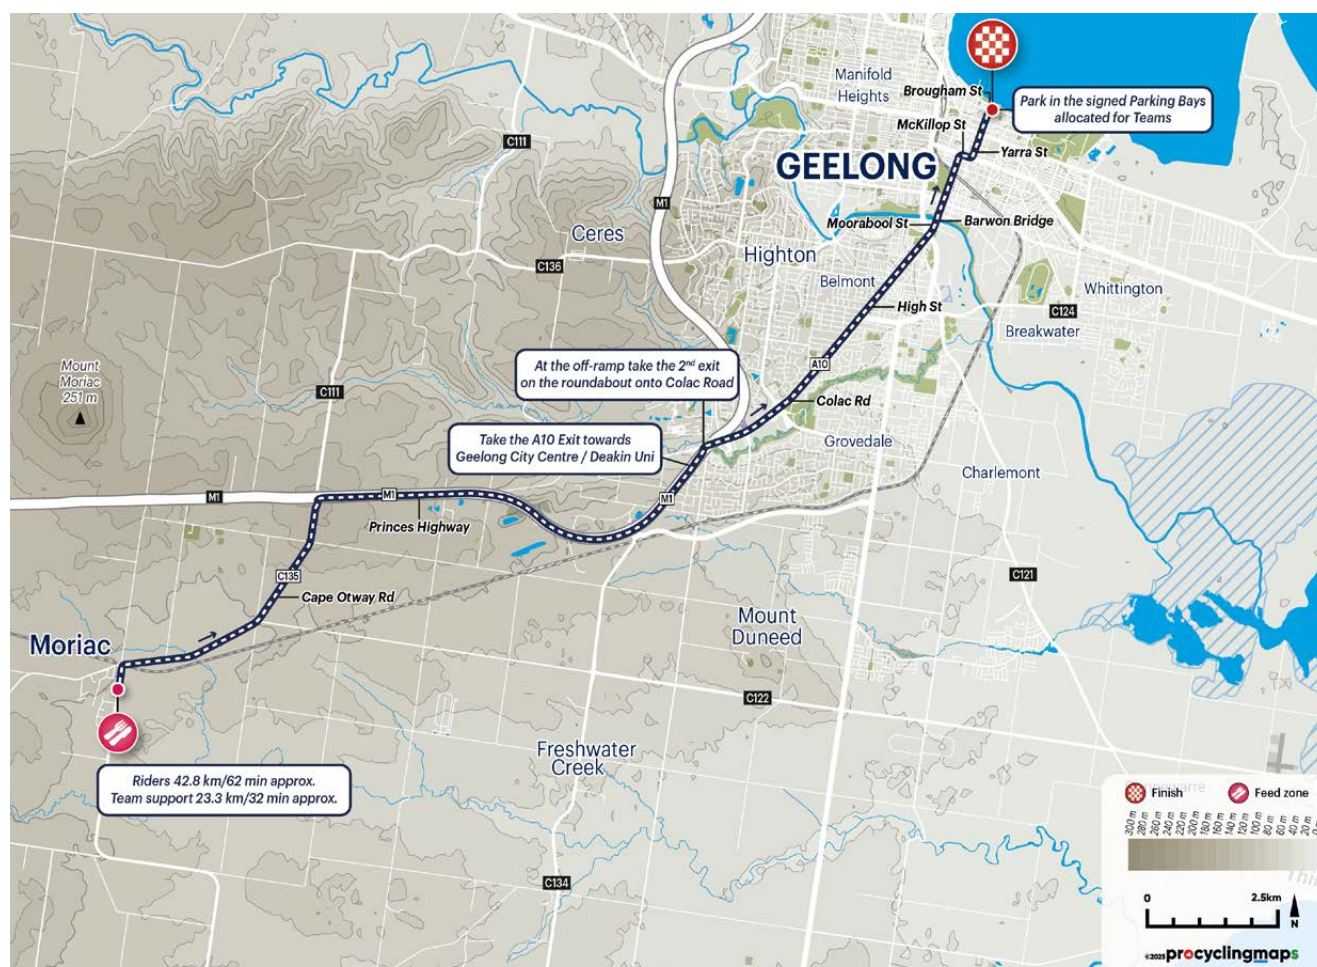 Manifold
Heights
Brougham St
Park in the signed Parking Bays
allocated for Teams
McKillop St
Yarra St
C111
GEELONG
M1
Ceres
Moorabool St
Barwon Bridge
Highton
C136
Belmont
Whittington
High St
C124
Breakwater
At the off-ramp take the 2nd exit
on the roundabout onto Colac Road
A10
Mount
Moriac
251 m
C111
Colac Rd
Take the A10 Exit towards
Geelong City Centre / Deakin Uni
Grovedale
Charlemont
M1
M1
M1
Princes Highway
C135
Cape Otway Rd
C121
Mount
Duneed
Moriac
C122
Freshwater
Creek
Riders 42.8 km/62 min approx.
Team support 23.3 km/32 min approx.
C134
Finish
Feed zone
300 m
280 m
260 m
240 m
220 m
200 m
180 m
160 m
140 m
120 m
100 m
80 m
60 m
40 m
20 m
0
2.5km
N
©2025 procyclingmaps